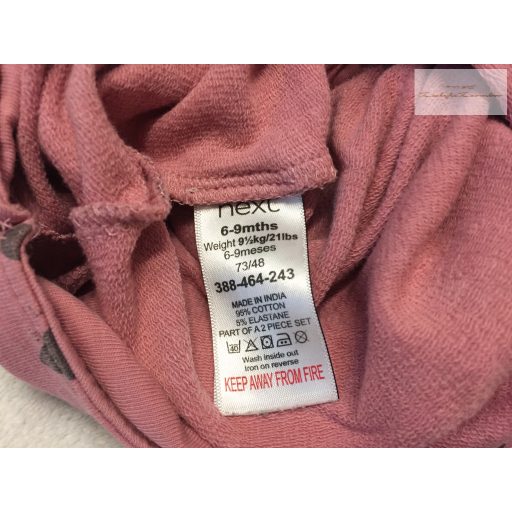 next
6-9mths
Weight 9½kg/21lbs
6-9meses
73/48
388-464-243
MADE IN INDIA
95% COTTON
5% ELASTANE
PART OF A 2 PIECE SET
40
Wash inside out
Iron on reverse
KEEP AWAY FROM FIRE